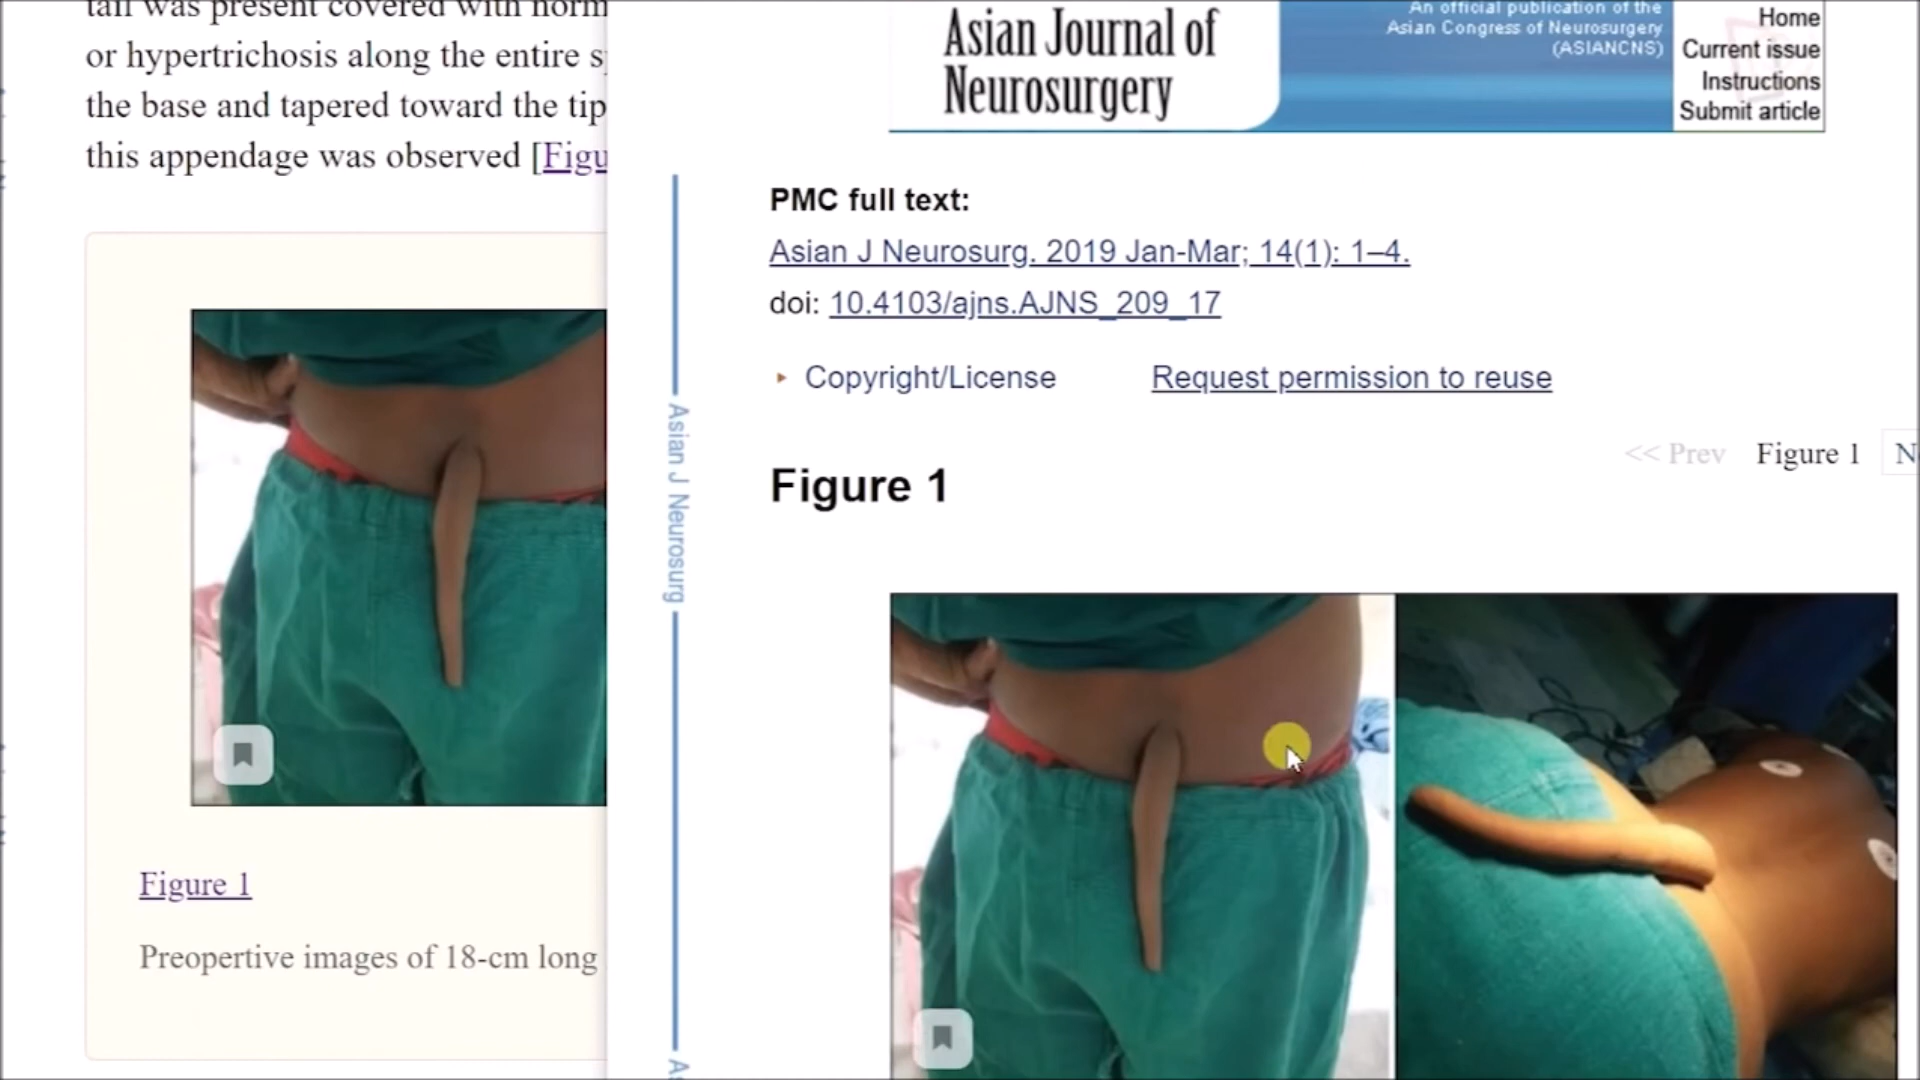 tail was present covered with norm
or hypertrichosis along the entire s
the base and tapered toward the tip
this appendage was observed [Figu
Figure 1
Preopertive images of 18-cm long
Asian Journal of
Neurosurgery
An official publication of the
Asian Congress of Neurosurgery
(ASIANCNS)
Home
Current issue
Instructions
Submit article
Asian J Neurosurg
PMC full text:
Asian J Neurosurg. 2019 Jan-Mar; 14(1): 1–4.
doi: 10.4103/ajns.AJNS_209_17
Copyright/License Request permission to reuse
<< Prev Figure 1 N
Figure 1